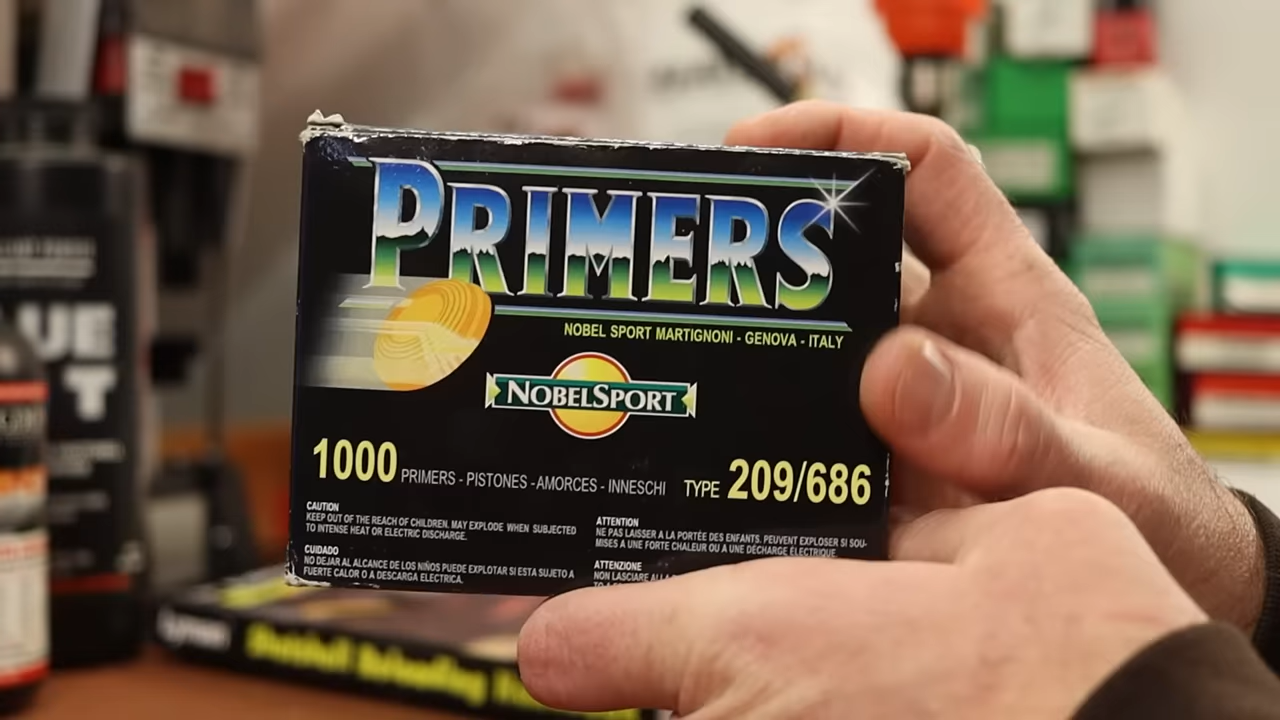 PRIMERS
NOBEL SPORT MARTIGNONI - GENOVA - ITALY
NOBELSPORT
1000 PRIMERS - PISTONES -AMORCES - INNESCHI TYPE 209/686
CAUTION
KEEP OUT OF THE REACH OF CHILDREN. MAY EXPLODE WHEN SUBJECTED
TO INTENSE HEAT OR ELECTRIC DISCHARGE.
CUIDADO
NO DEJAR AL ALCANCE DE LOS NIÑOS PUEDE EXPLOTAR SI ESTA SUJETO A
FUERTE CALOR O A DESCARGA ELECTRICA.
ATTENTION
NE PAS LAISSER A LA PORTÉE DES ENFANTS. PEUVENT EXPLOSER SI SOU-
MISES A UNE FORTE CHALEUR OU A UNE DÉCHARGE ÉLECTRIQUE.
ATTENZIONE
NON LASCIARE
UE
T
Lyman
Shotshell Reloading